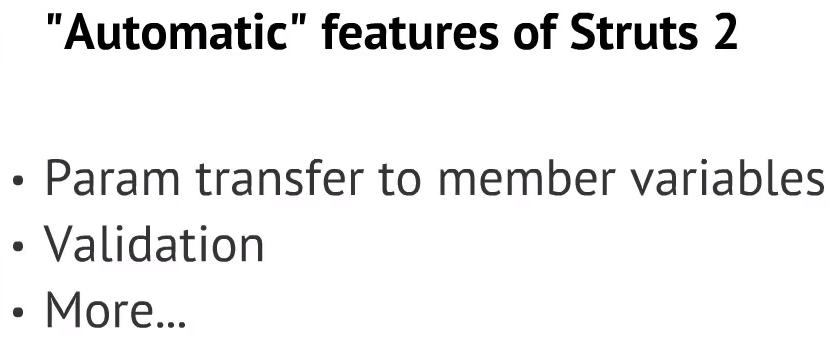 "Automatic" features of Struts 2
• Param transfer to member variables
• Validation
• More...